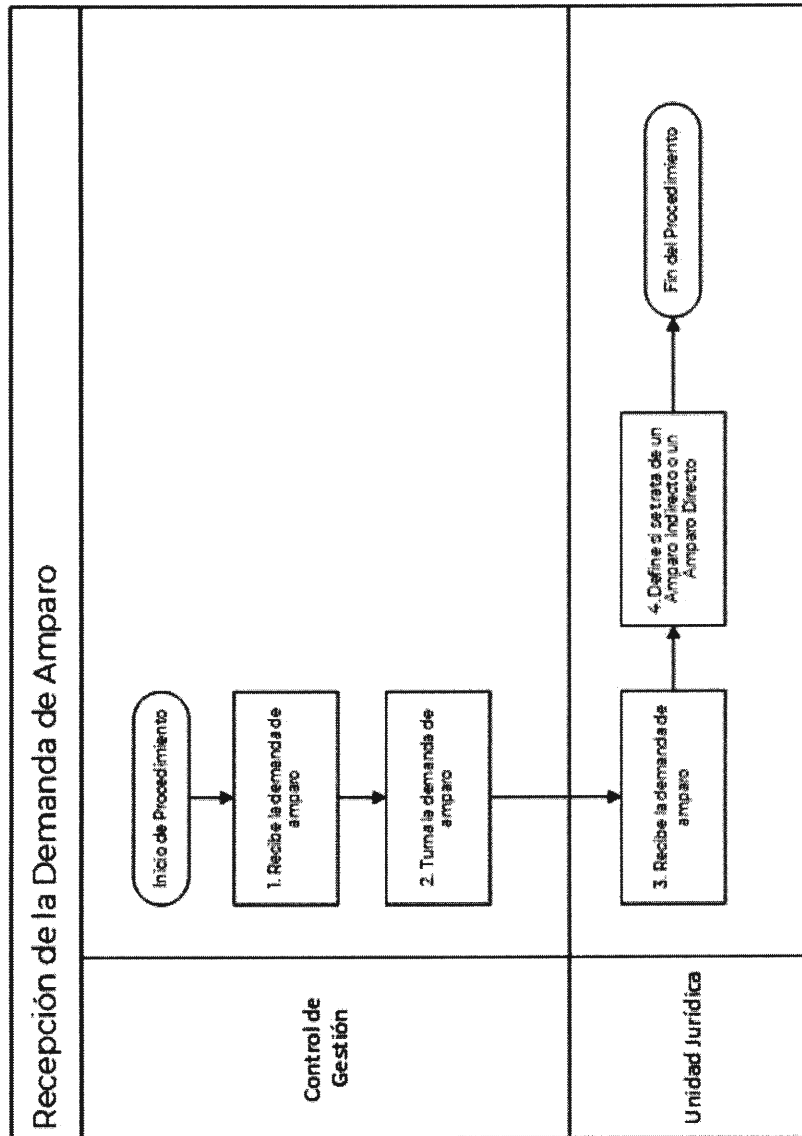 Recepción de la Demanda de Amparo
Control de
Gestión
Inicio de Procedimiento
1. Recibe la demanda de
amparo
2. Turna la demanda de
amparo
Unidad Jurídica
3. Recibe la demanda de
amparo
4. Define si se trata de un
Amparo Indirecto o un
Amparo Directo
Fin del Procedimiento